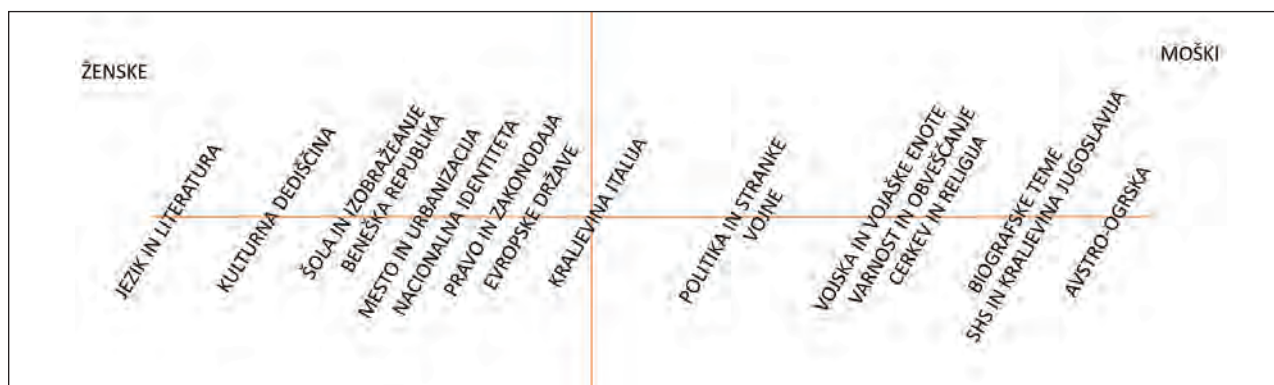 ŽENSKE
MOŠKI
JEZIK IN LITERATURA
KULTURNA DEDIŠČINA
ŠOLA IN IZOBRAŽEANJE
BENEŠKA REPUBLIKA
MESTO IN URBANIZACIJA
NACIONALNA IDENTITETA
PRAVO IN ZAKONODAJA
EVROPSKE DRŽAVE
KRALJEVINA ITALIJA
POLITIKA IN STRANKE
VOJNE
VOJSKA IN VOJAŠKE ENOTE
VARNOST IN OBVEŠČANJE
CERKEV IN RELIGIJA
BIOGRAFSKE TEME
SHS IN KRALJEVINA JUGOSLAVIJA
AVSTRO-OGRSKA